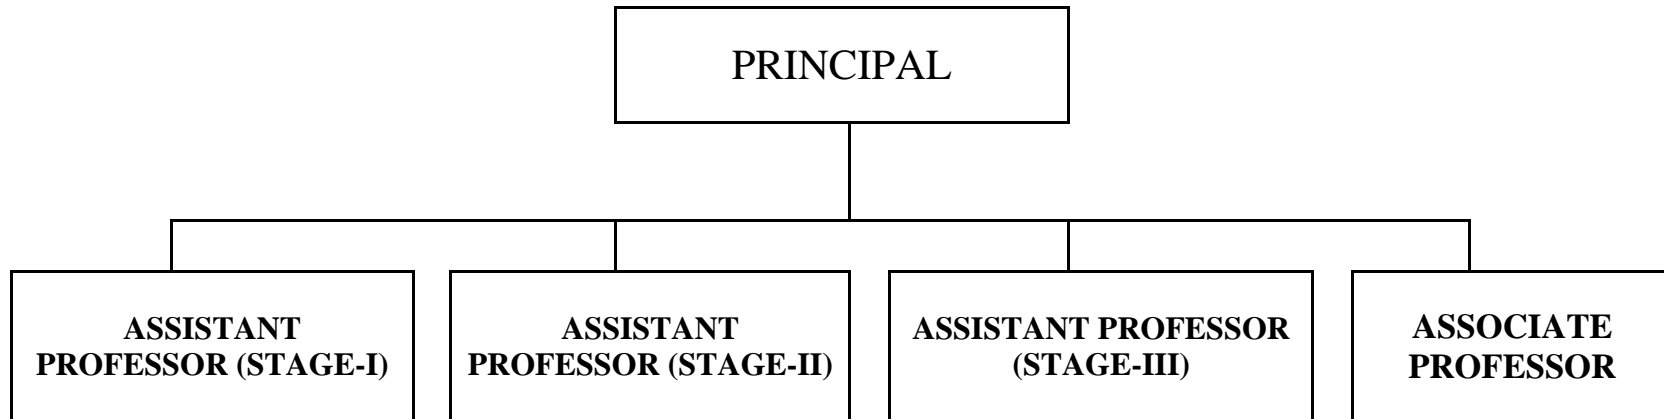 PRINCIPAL
ASSISTANT
PROFESSOR (STAGE-I)
ASSISTANT
PROFESSOR (STAGE-II)
ASSISTANT PROFESSOR
(STAGE-III)
ASSOCIATE
PROFESSOR